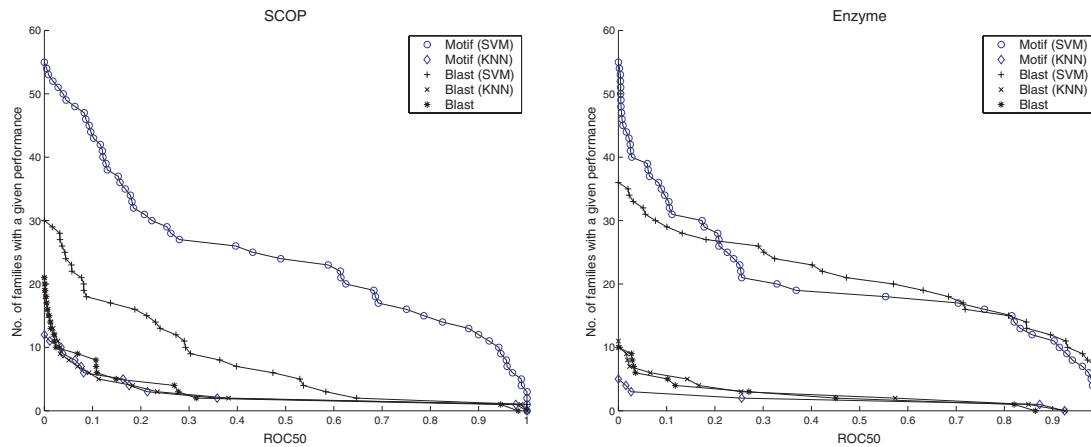 SCOP
60
50
40
30
20
10
0
No. of families with a given performance
0 0.1 0.2 0.3 0.4 0.5 0.6 0.7 0.8 0.9 1
ROC50
Motif (SVM)
Motif (KNN)
Blast (SVM)
Blast (KNN)
Blast
Enzyme
60
50
40
30
20
10
0
No. of families with a given performance
0 0.1 0.2 0.3 0.4 0.5 0.6 0.7 0.8 0.9
ROC50
Motif (SVM)
Motif (KNN)
Blast (SVM)
Blast (KNN)
Blast